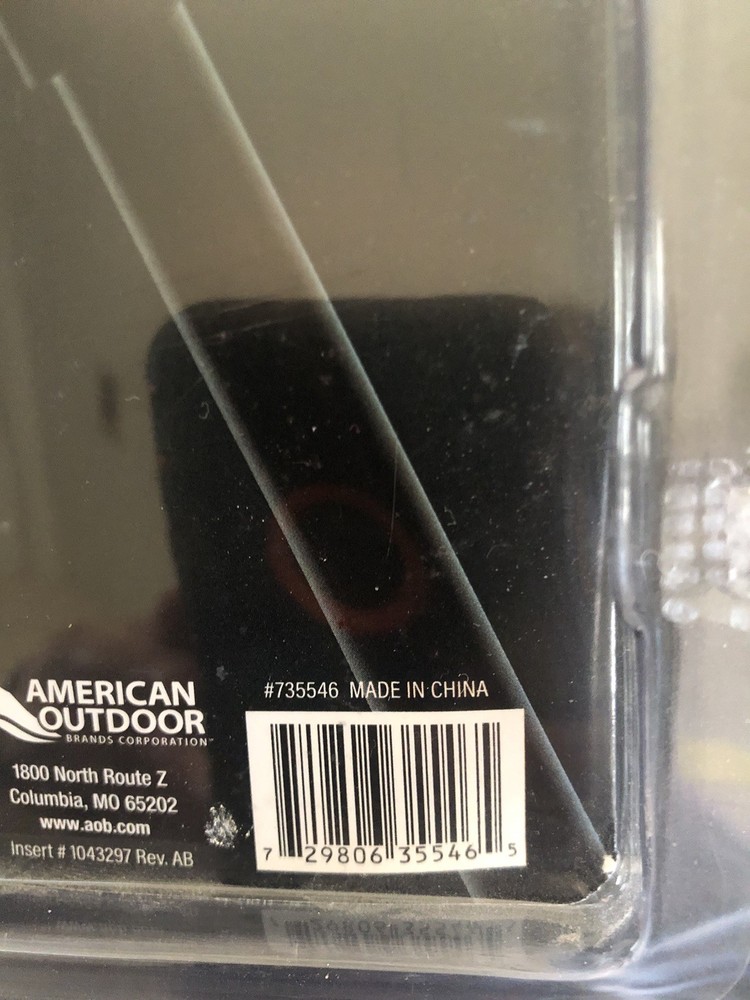 AMERICAN
OUTDOOR
BRANDS CORPORATION™
1800 North Route Z
Columbia, MO 65202
www.aob.com
Insert # 1043297 Rev. AB
#735546 MADE IN CHINA
7 29806 35546 5